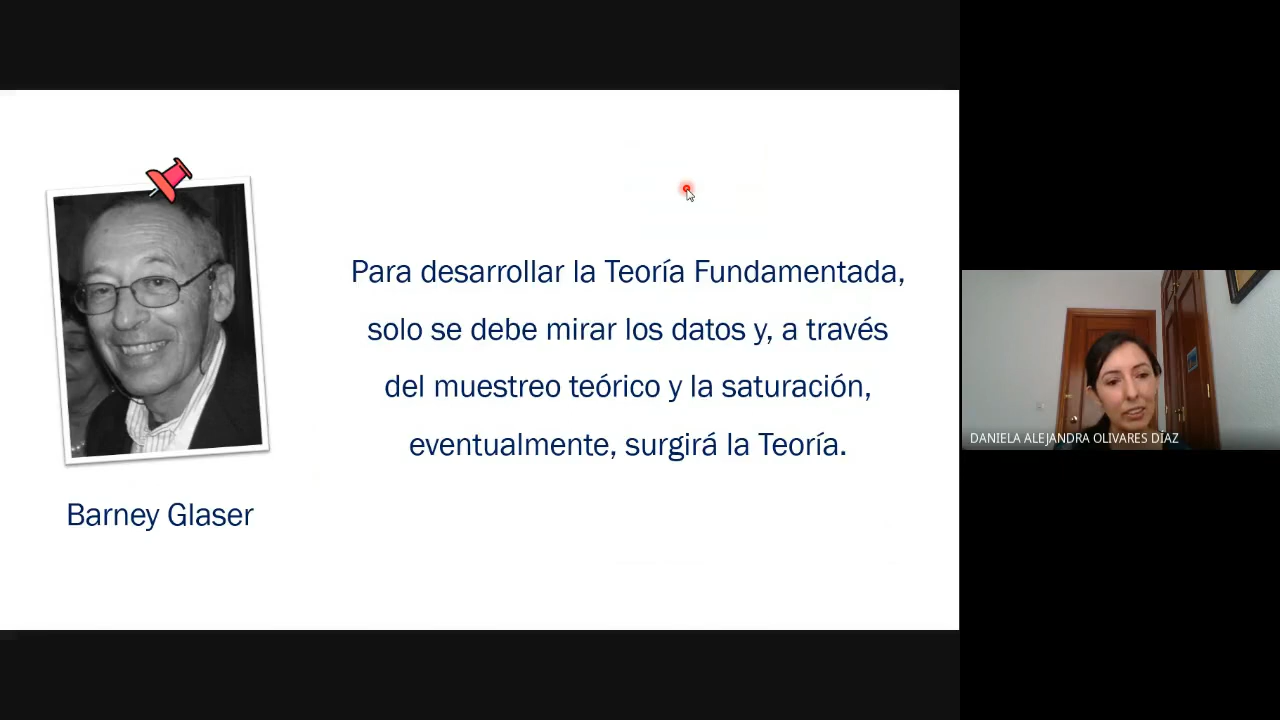 Para desarrollar la Teoría Fundamentada,
solo se debe mirar los datos y, a través
del muestreo teórico y la saturación,
eventualmente, surgirá la Teoría.
Barney Glaser
DANIELA ALEJANDRA OLIVARES DÍAZ